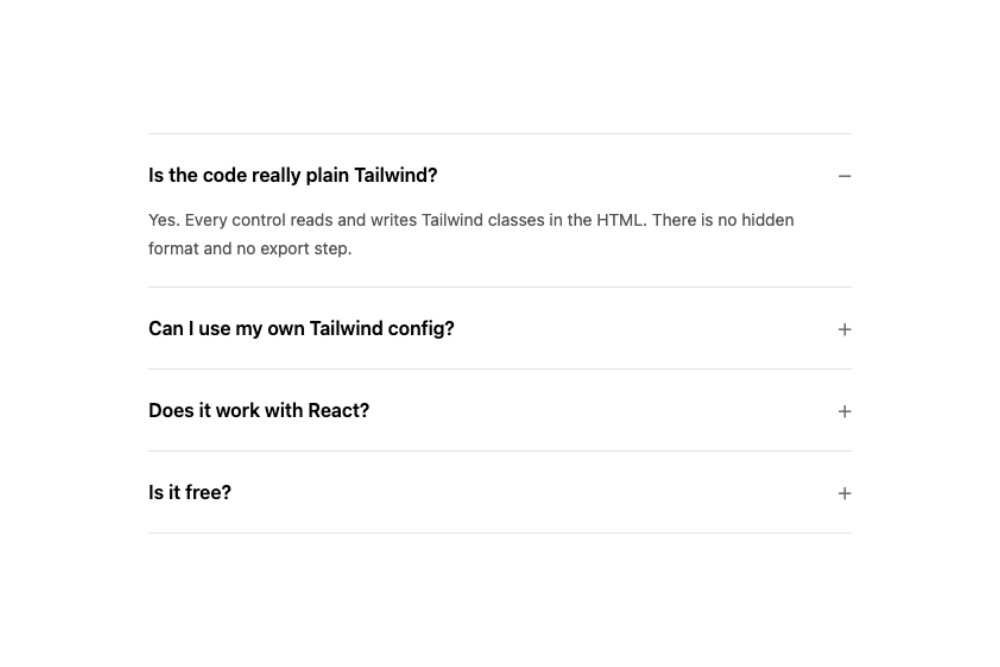 Is the code really plain Tailwind?
Yes. Every control reads and writes Tailwind classes in the HTML. There is no hidden
format and no export step.
Can I use my own Tailwind config?
Does it work with React?
Is it free?